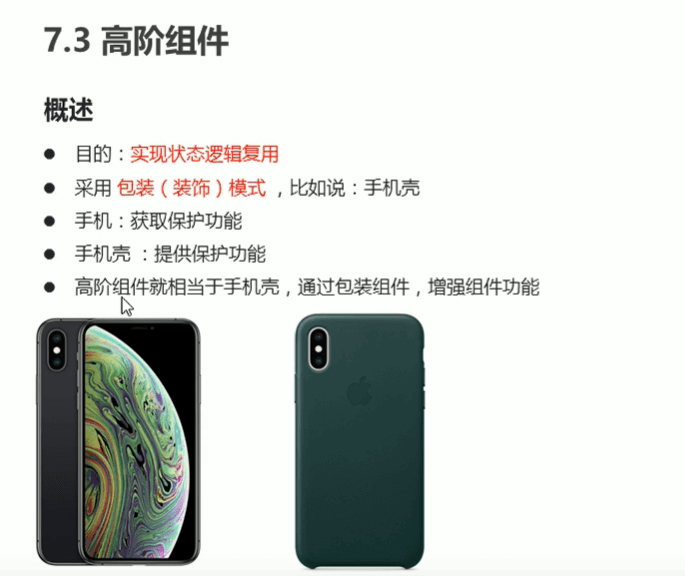 7.3 高阶组件
概述
目的：实现状态逻辑复用
采用 包装（装饰）模式 ，比如说：手机壳
手机：获取保护功能
手机壳 ：提供保护功能
高阶组件就相当于手机壳，通过包装组件，增强组件功能